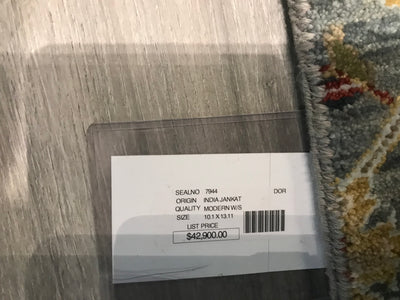 SEALNO 7944 DOR
ORIGIN INDIA JANKAT
QUALITY MODERN W/S
SIZE 10.1 X 13.11
LIST PRICE
$42,900.00